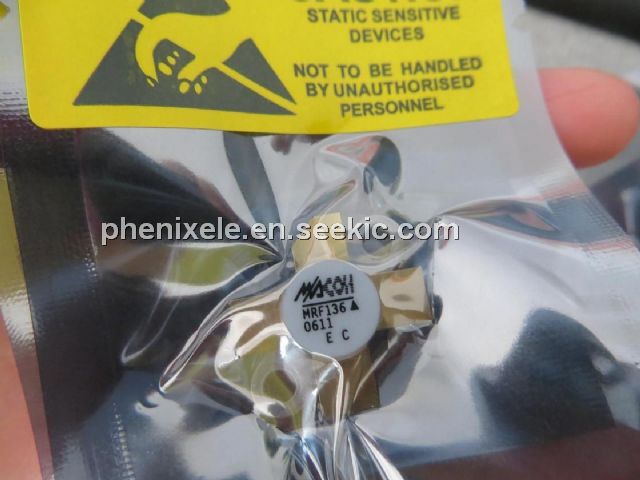 STATIC SENSITIVE
DEVICES
NOT TO BE HANDLED
BY UNAUTHORISED
PERSONNEL
phenixele.en.seekic.com
M/ACOM
MRF136
0611
E C